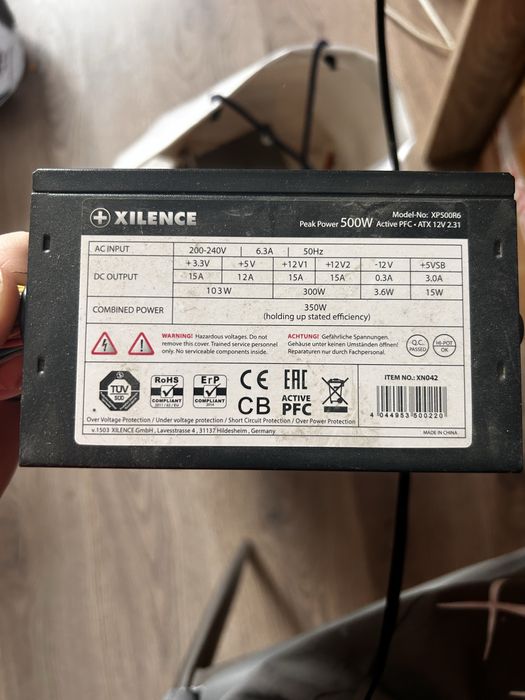 XILENCE
Model-No: XP500R6
Peak Power 500W Active PFC • ATX 12V 2.31
AC INPUT 200-240V 6.3A 50Hz
DC OUTPUT +3.3V +5V +12V1 +12V2 -12V +5VSB
15A 12A 15A 15A 0.3A 3.0A
103W 300W 3.6W 15W
COMBINED POWER 350W
(holding up stated efficiency)
WARNING! Hazardous voltages. Do not
remove this cover. Trained service personnel
only. No serviceable components inside.
ACHTUNG! Gefährliche Spannungen.
Gehäuse unter keinen Umständen öffnen!
Reparaturen nur durch Fachpersonal.
Q.C.
PASSED
HI-POT
OK
TÜV
SÜD
RoHS
COMPLIANT
2011 / 65 / EU
ErP
COMPLIANT
2014
CE EAC
CB ACTIVE
PFC
ITEM NO.: XN042
4 044953 500220
Over Voltage Protection / Under voltage protection / Short Circuit Protection / Over Power Protection
v.1503 XILENCE GmbH, Lavesstrasse 4, 31137 Hildesheim, Germany
MADE IN CHINA